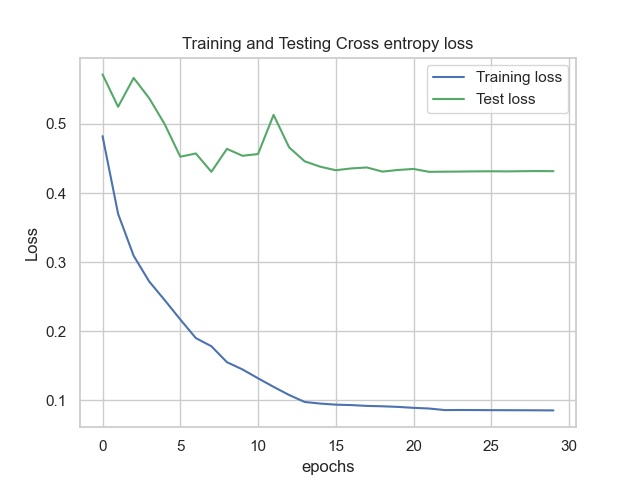 Training and Testing Cross entropy loss
Training loss
Test loss
0.5
0.4
0.3
0.2
0.1
Loss
0 5 10 15 20 25 30
epochs